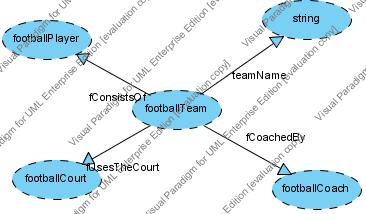 string
footballPlayer
teamName
fConsistsOf
footballTeam
fCoachedBy
fUsesTheCourt
footballCourt
footballCoach
Visual Paradigm for UML Enterprise Edition [evaluation copy]